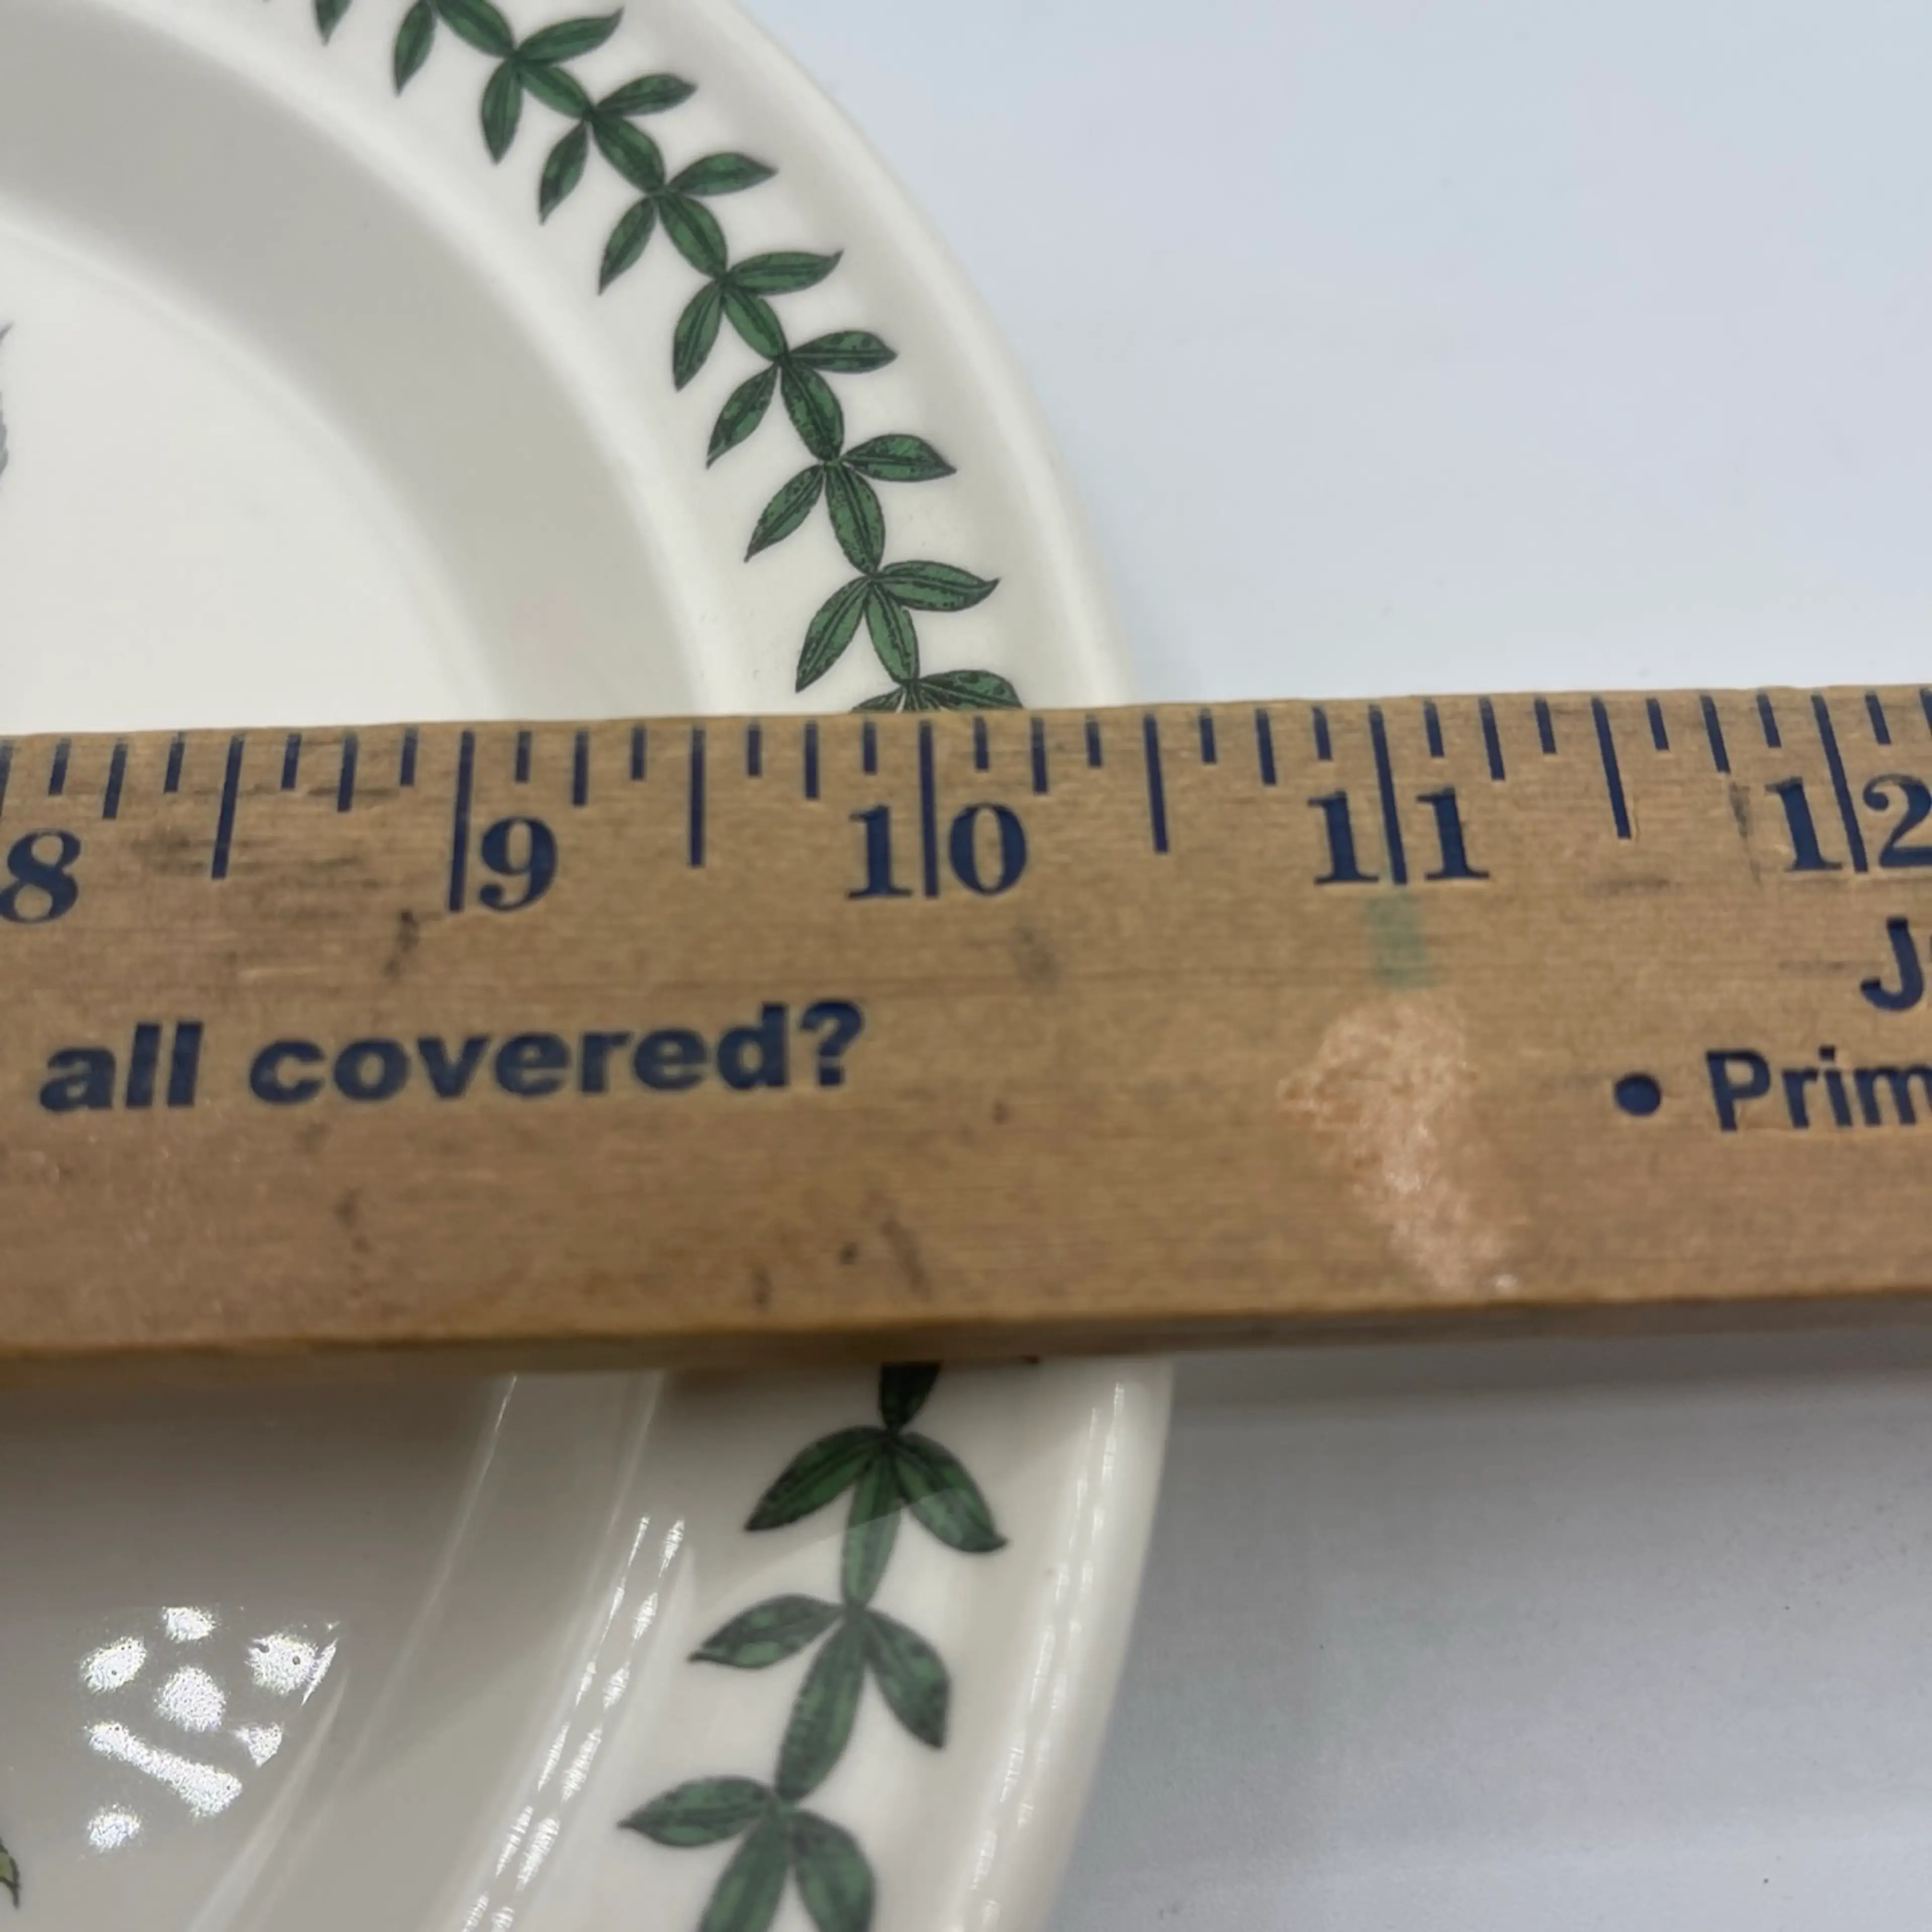 8 9 10 11 12
all covered?
• Prim